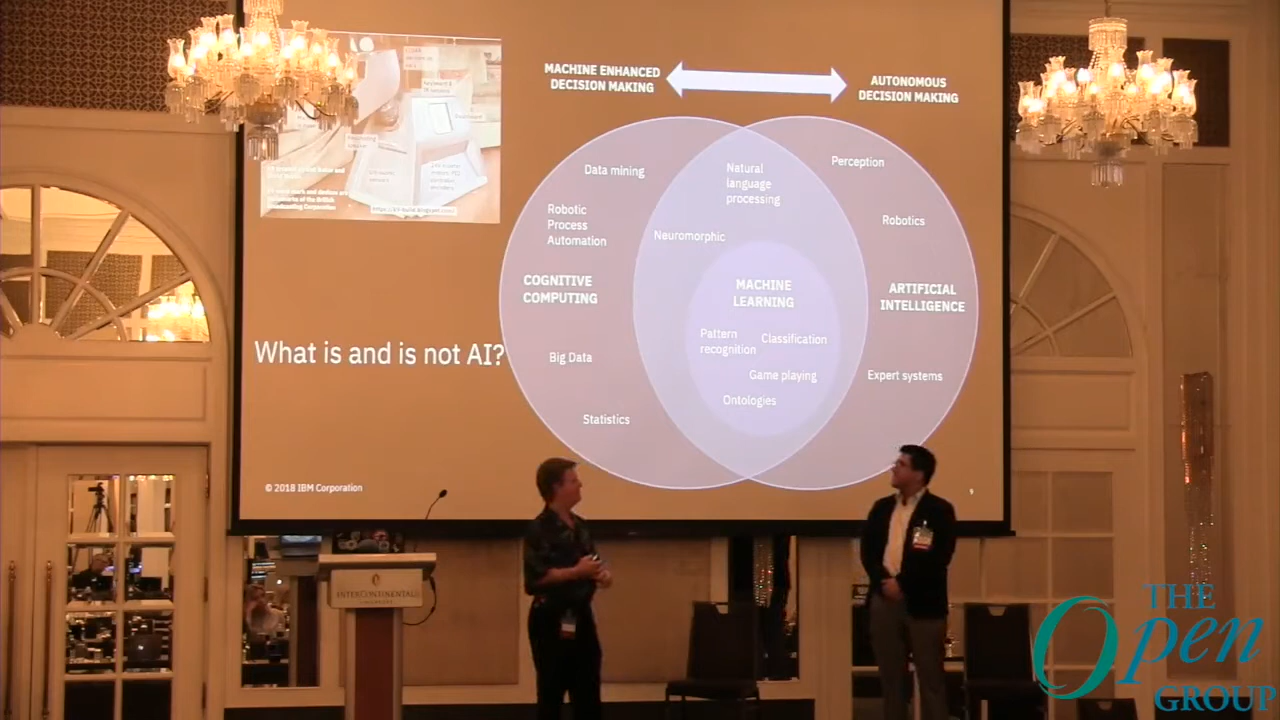 MACHINE ENHANCED
DECISION MAKING
AUTONOMOUS
DECISION MAKING
Data mining
Natural
language
processing
Perception
Robotic
Process
Automation
Neuromorphic
Robotics
COGNITIVE
COMPUTING
MACHINE
LEARNING
ARTIFICIAL
INTELLIGENCE
What is and is not AI?
Pattern
recognition
Classification
Big Data
Game playing
Expert systems
Ontologies
Statistics
© 2018 IBM Corporation
9
INTERCONTINENTAL
THE
Open
GROUP